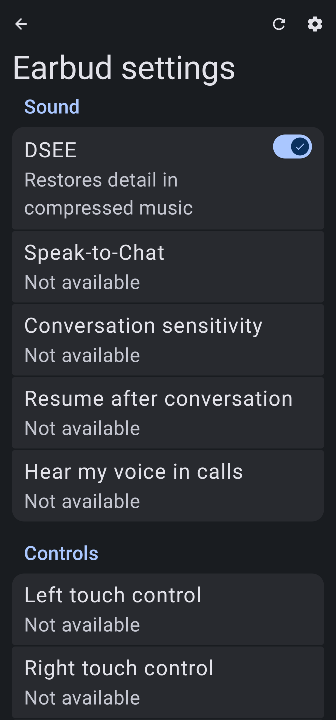 Earbud settings
Sound
DSEE
Restores detail in
compressed music
Speak-to-Chat
Not available
Conversation sensitivity
Not available
Resume after conversation
Not available
Hear my voice in calls
Not available
Controls
Left touch control
Not available
Right touch control
Not available